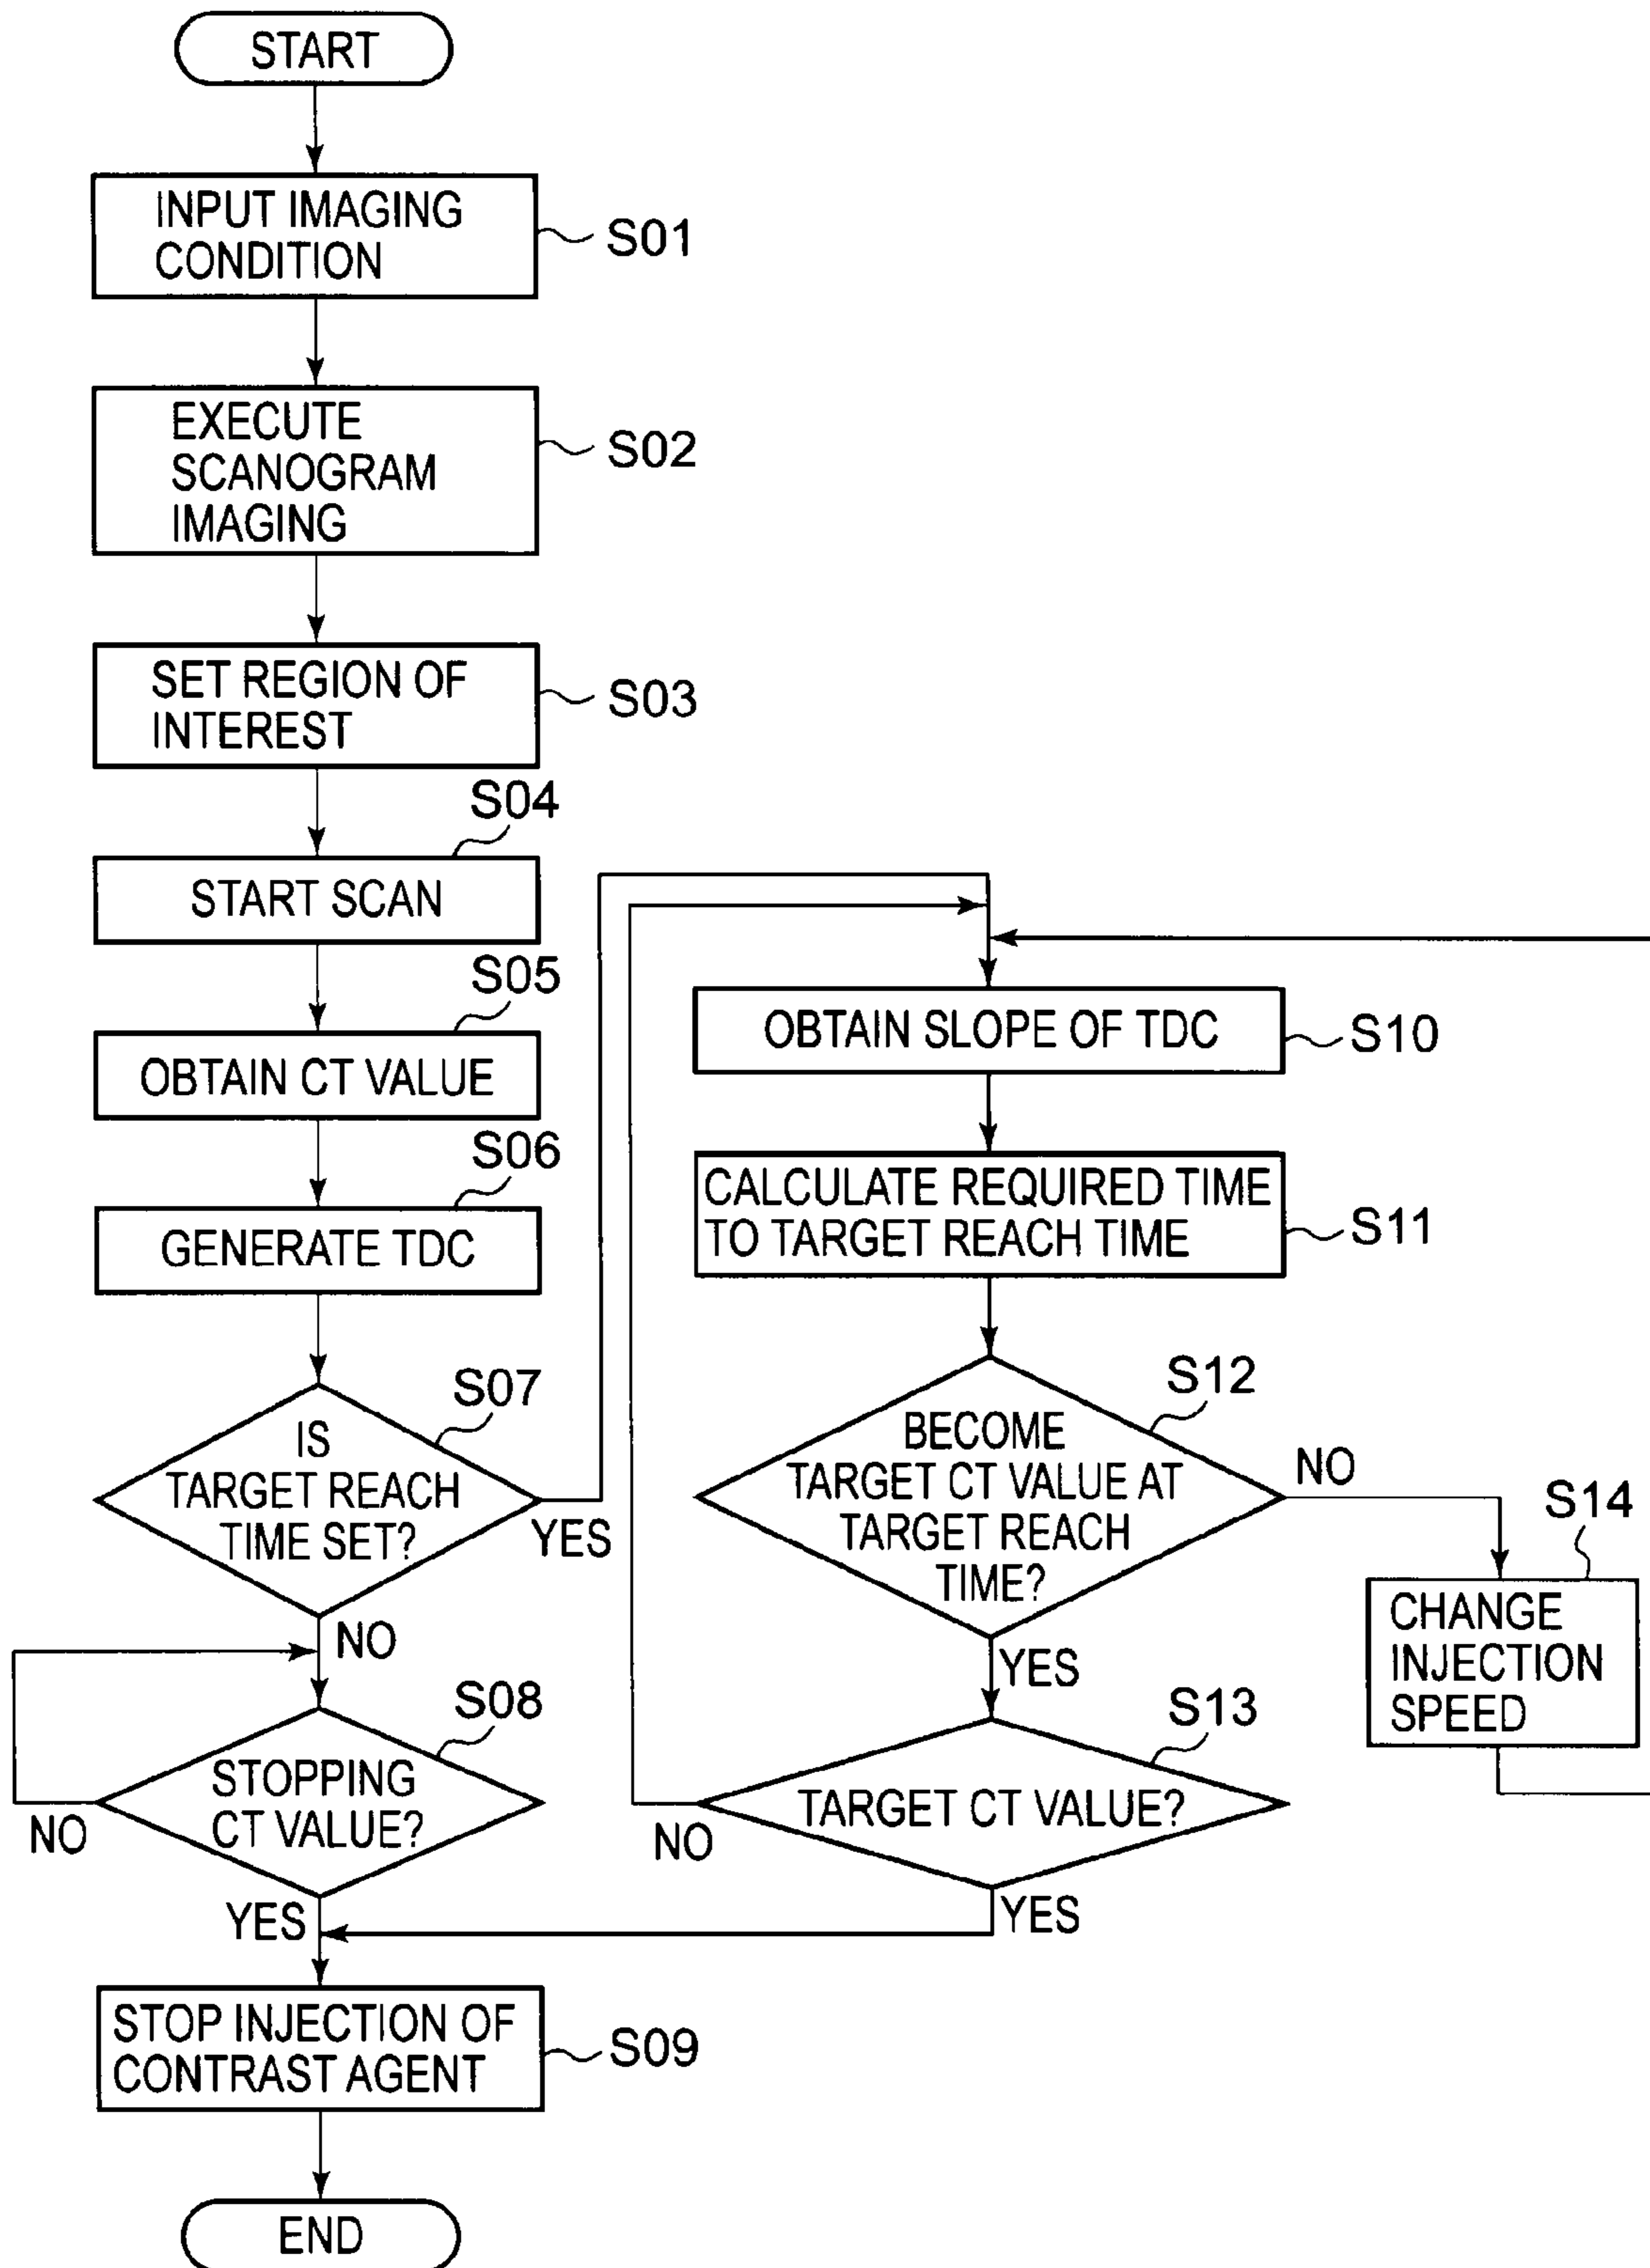 START
INPUT IMAGING
CONDITION
S01
EXECUTE
SCANOGRAM
IMAGING
S02
SET REGION OF
INTEREST
S03
S04
START SCAN
S05
OBTAIN CT VALUE
S06
GENERATE TDC
S07
IS
TARGET REACH
TIME SET?
YES
NO
S08
STOPPING
CT VALUE?
NO
YES
STOP INJECTION OF
CONTRAST AGENT
S09
END
OBTAIN SLOPE OF TDC
S10
CALCULATE REQUIRED TIME
TO TARGET REACH TIME
S11
S12
BECOME
TARGET CT VALUE AT
TARGET REACH
TIME?
NO
YES
S13
TARGET CT VALUE?
NO
YES
S14
CHANGE
INJECTION
SPEED